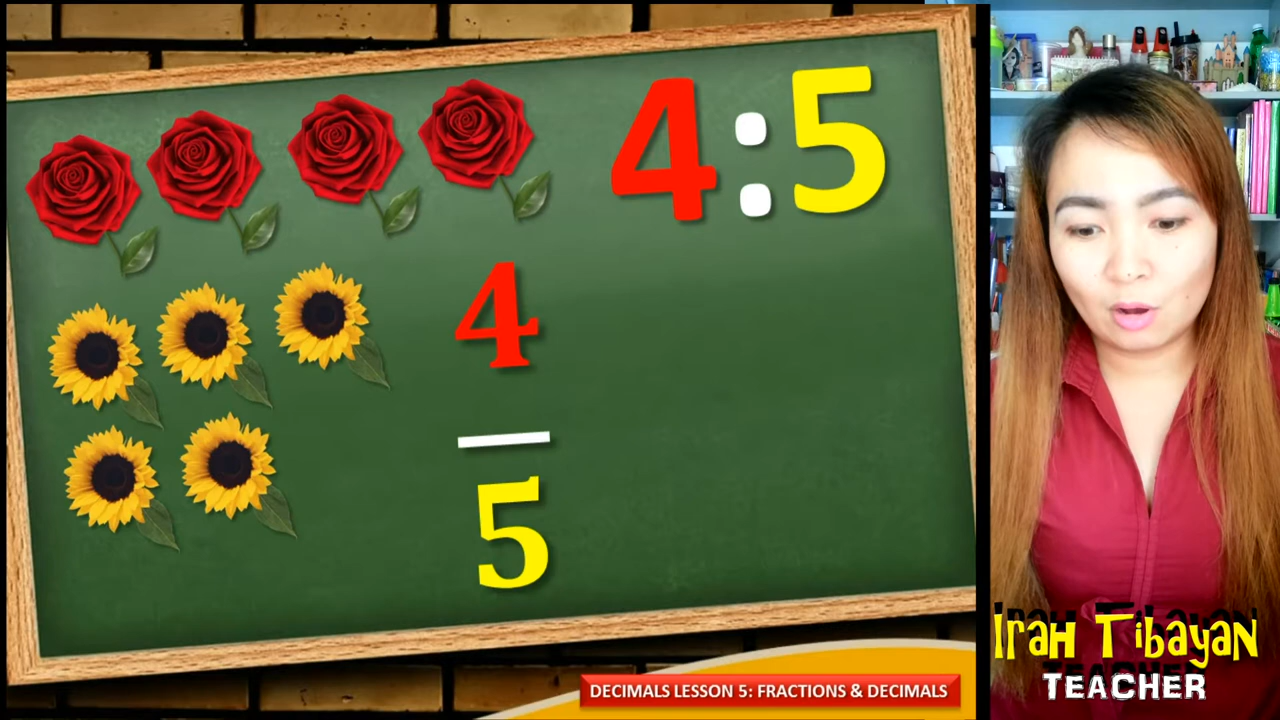 4:5
4
5
DECIMALS LESSON 5: FRACTIONS & DECIMALS
Irah Tibayan
TEACHER